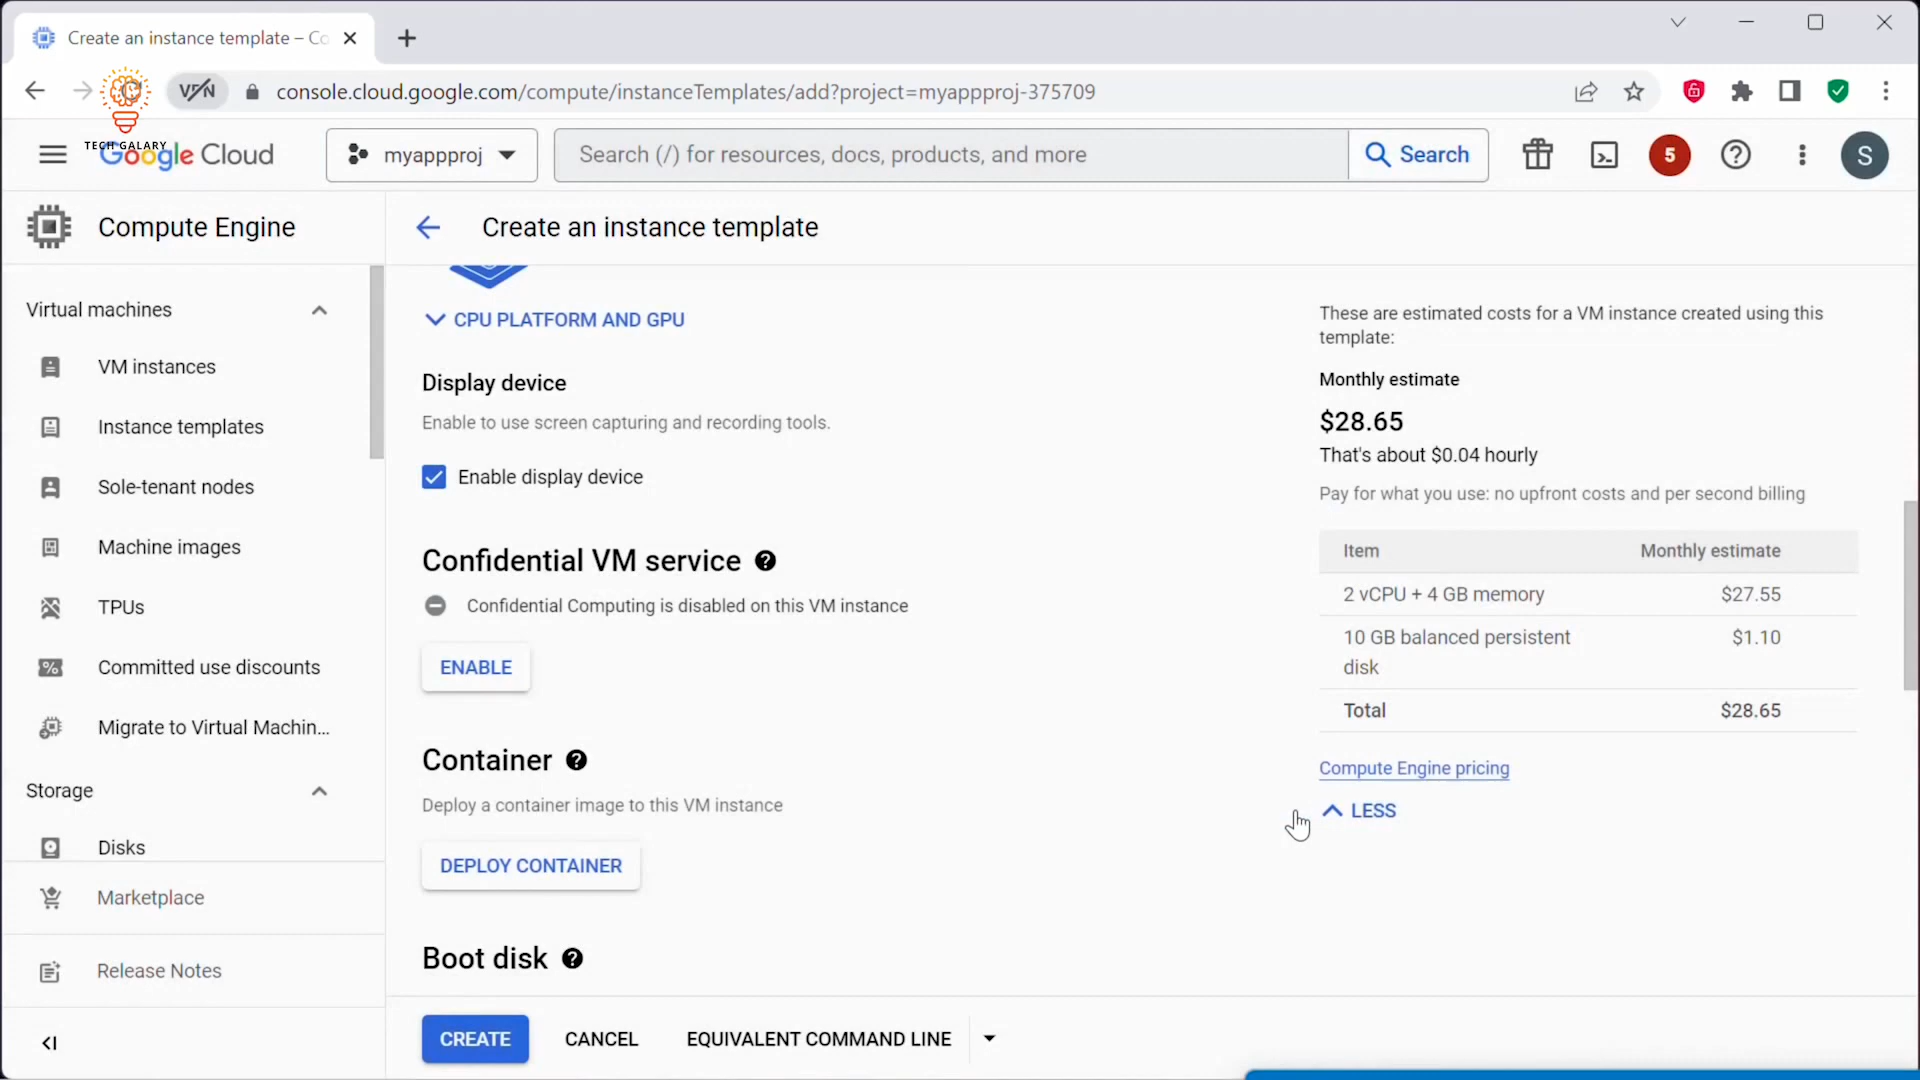 Create an instance template – Co
VPN
console.cloud.google.com/compute/instanceTemplates/add?project=myappproj-375709
TECH GALARY
Google Cloud
myappproj
Search (/) for resources, docs, products, and more
Search
5
S
Compute Engine
Create an instance template
Virtual machines
VM instances
Instance templates
Sole-tenant nodes
Machine images
TPUs
Committed use discounts
Migrate to Virtual Machin...
Storage
Disks
Marketplace
Release Notes
CPU PLATFORM AND GPU
Display device
Enable to use screen capturing and recording tools.
Enable display device
Confidential VM service
Confidential Computing is disabled on this VM instance
ENABLE
Container
Deploy a container image to this VM instance
DEPLOY CONTAINER
Boot disk
CREATE
CANCEL
EQUIVALENT COMMAND LINE
These are estimated costs for a VM instance created using this
template:
Monthly estimate
$28.65
That's about $0.04 hourly
Pay for what you use: no upfront costs and per second billing
Item Monthly estimate
2 vCPU + 4 GB memory $27.55
10 GB balanced persistent $1.10
disk
Total $28.65
Compute Engine pricing
LESS